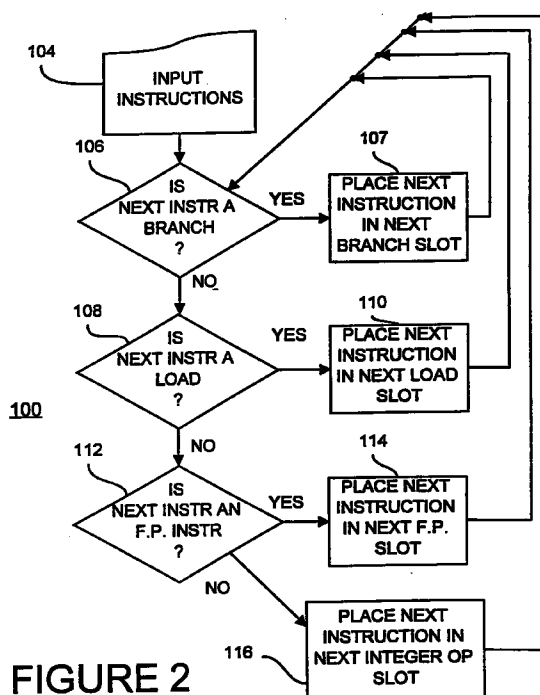 104
INPUT
INSTRUCTIONS
106
IS
NEXT INSTR A
BRANCH
?
YES
107
PLACE NEXT
INSTRUCTION
IN NEXT
BRANCH SLOT
NO
108
IS
NEXT INSTR A
LOAD
?
YES
110
PLACE NEXT
INSTRUCTION
IN NEXT LOAD
SLOT
100
NO
112
IS
NEXT INSTR AN
F.P. INSTR
?
YES
114
PLACE NEXT
INSTRUCTION
IN NEXT F.P.
SLOT
NO
PLACE NEXT
INSTRUCTION IN
NEXT INTEGER OP
SLOT
116
FIGURE 2